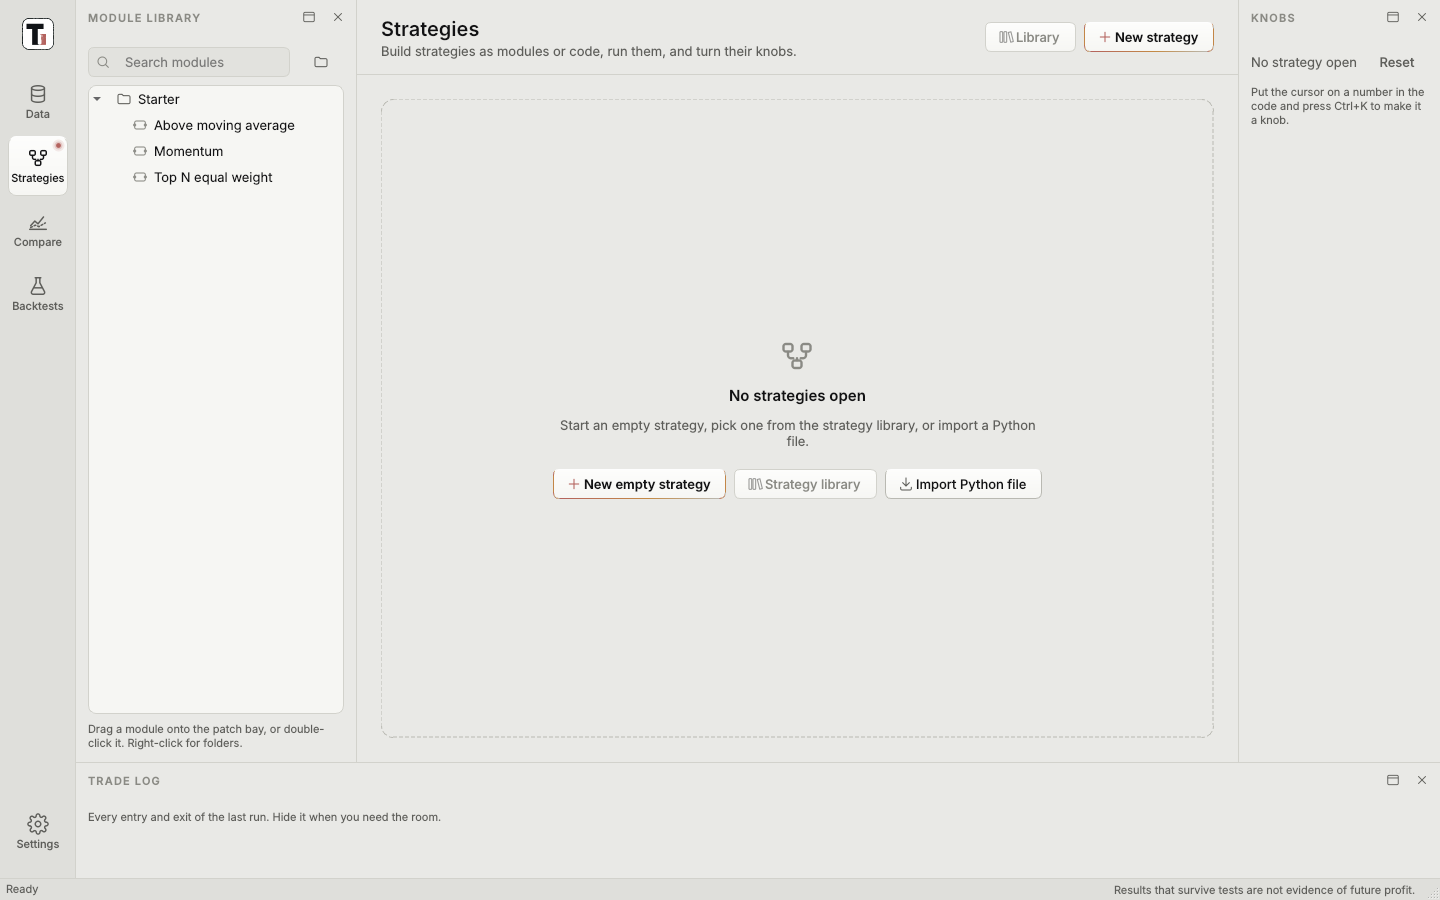 MODULE LIBRARY
Search modules
Starter
Above moving average
Momentum
Top N equal weight
Drag a module onto the patch bay, or double-
click it. Right-click for folders.
Data
Strategies
Compare
Backtests
Settings
Strategies
Build strategies as modules or code, run them, and turn their knobs.
Library
New strategy
No strategies open
Start an empty strategy, pick one from the strategy library, or import a Python
file.
New empty strategy
Strategy library
Import Python file
KNOBS
No strategy open
Reset
Put the cursor on a number in the
code and press Ctrl+K to make it
a knob.
TRADE LOG
Every entry and exit of the last run. Hide it when you need the room.
Ready
Results that survive tests are not evidence of future profit.